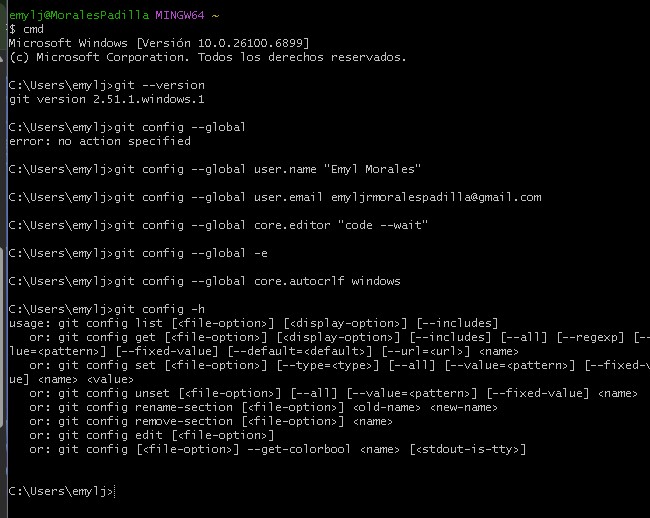 emylj@MoralesPadilla MINGW64 ~
$ cmd
Microsoft Windows [Versión 10.0.26100.6899]
(c) Microsoft Corporation. Todos los derechos reservados.
C:\Users\emylj>git --version
git version 2.51.1.windows.1
C:\Users\emylj>git config --global
error: no action specified
C:\Users\emylj>git config --global user.name "Emyl Morales"
C:\Users\emylj>git config --global user.email emyljrmoralespadilla@gmail.com
C:\Users\emylj>git config --global core.editor "code --wait"
C:\Users\emylj>git config --global -e
C:\Users\emylj>git config --global core.autocrlf windows
C:\Users\emylj>git config -h
usage: git config list [<file-option>] [<display-option>] [--includes]
or: git config get [<file-option>] [<display-option>] [--includes] [--all] [--regexp] [--
lue=<pattern>] [--fixed-value] [--default=<default>] [--url=<url>] <name>
or: git config set [<file-option>] [--type=<type>] [--all] [--value=<pattern>] [--fixed-v
ue] <name> <value>
or: git config unset [<file-option>] [--all] [--value=<pattern>] [--fixed-value] <name>
or: git config rename-section [<file-option>] <old-name> <new-name>
or: git config remove-section [<file-option>] <name>
or: git config edit [<file-option>]
or: git config [<file-option>] --get-colorbool <name> [<stdout-is-tty>]
C:\Users\emylj>